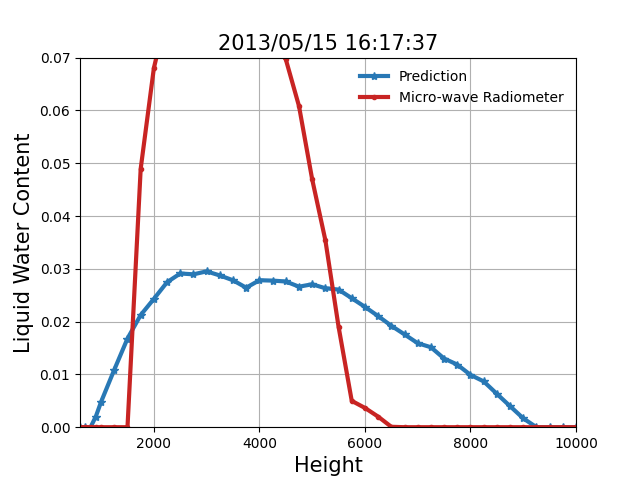 2013/05/15 16:17:37
Prediction
Micro-wave Radiometer
Liquid Water Content
0.07
0.06
0.05
0.04
0.03
0.02
0.01
0.00
2000 4000 6000 8000 10000
Height